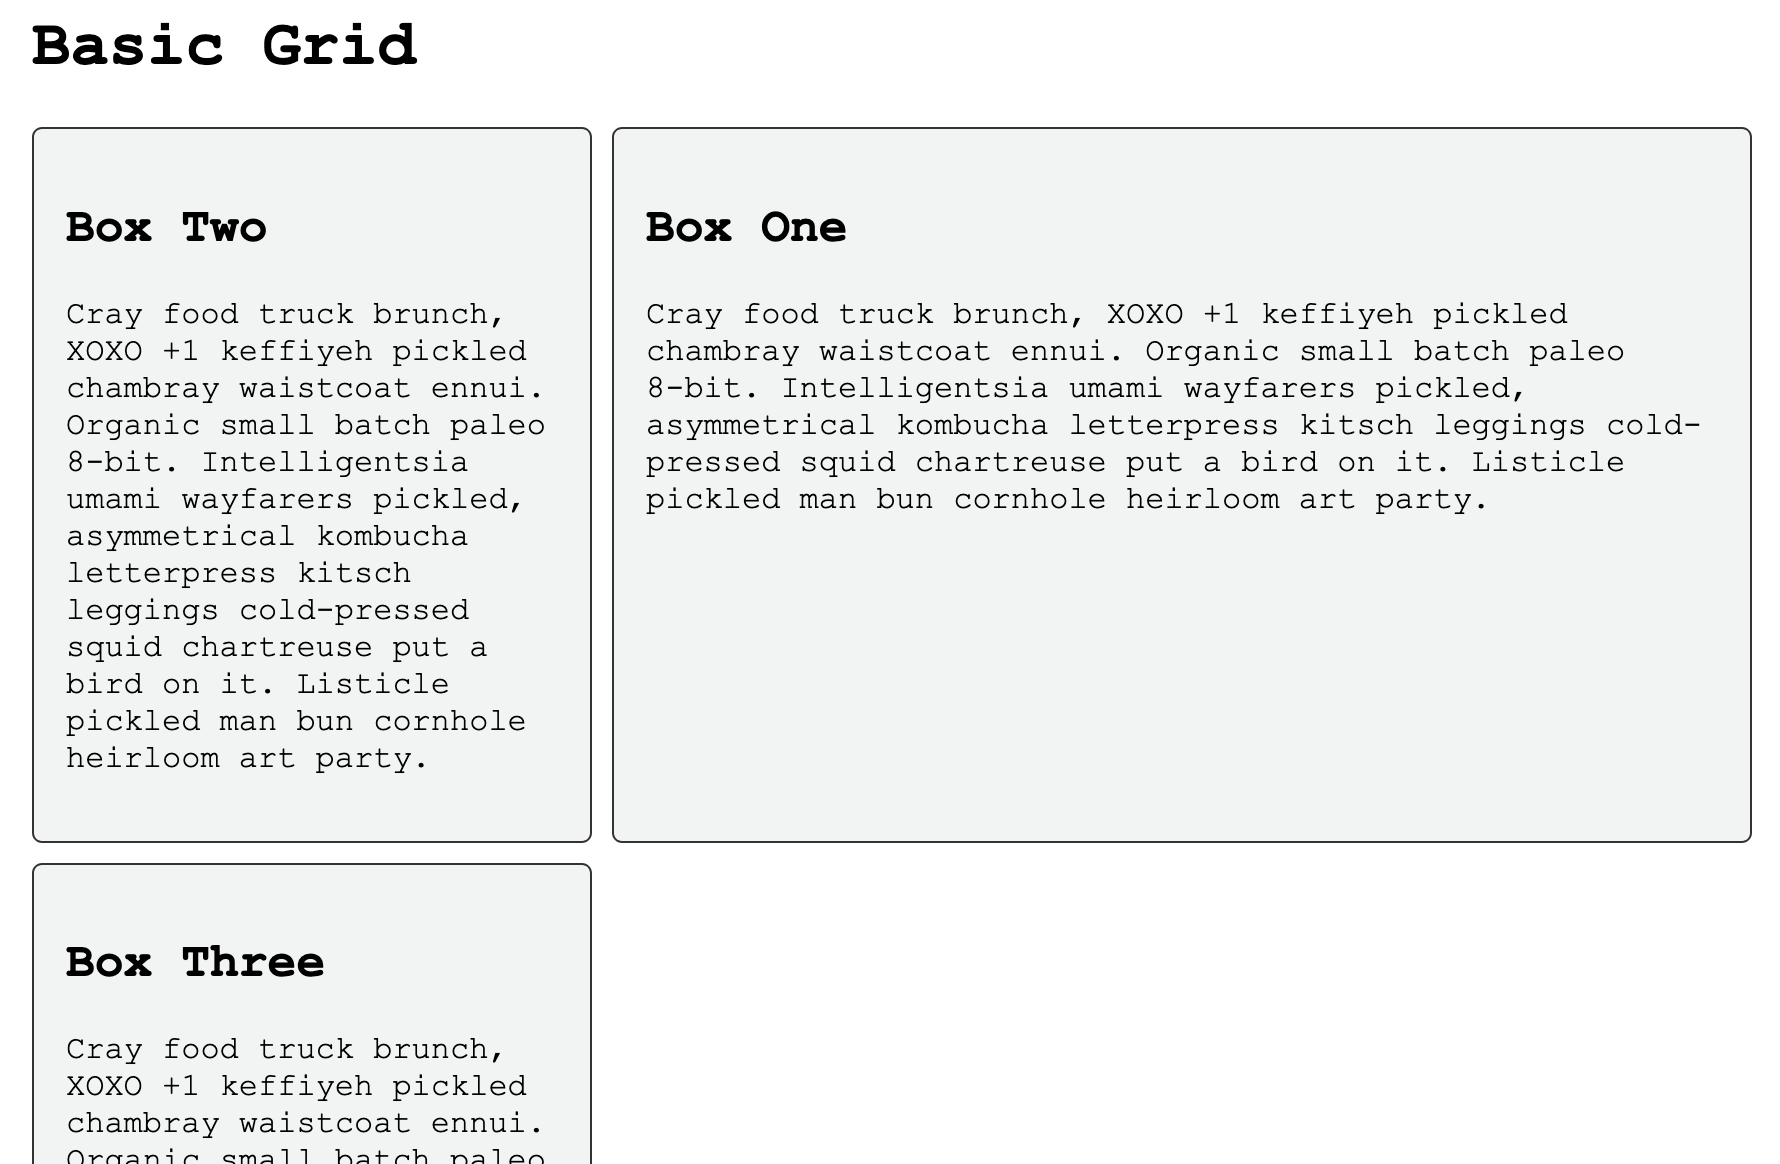 Basic Grid
Box Two
Cray food truck brunch,
XOXO +1 keffiyeh pickled
chambray waistcoat ennui.
Organic small batch paleo
8-bit. Intelligentsia
umami wayfarers pickled,
asymmetrical kombucha
letterpress kitsch
leggings cold-pressed
squid chartreuse put a
bird on it. Listicle
pickled man bun cornhole
heirloom art party.
Box One
Cray food truck brunch, XOXO +1 keffiyeh pickled
chambray waistcoat ennui. Organic small batch paleo
8-bit. Intelligentsia umami wayfarers pickled,
asymmetrical kombucha letterpress kitsch leggings cold-
pressed squid chartreuse put a bird on it. Listicle
pickled man bun cornhole heirloom art party.
Box Three
Cray food truck brunch,
XOXO +1 keffiyeh pickled
chambray waistcoat ennui.
Organic small batch paleo